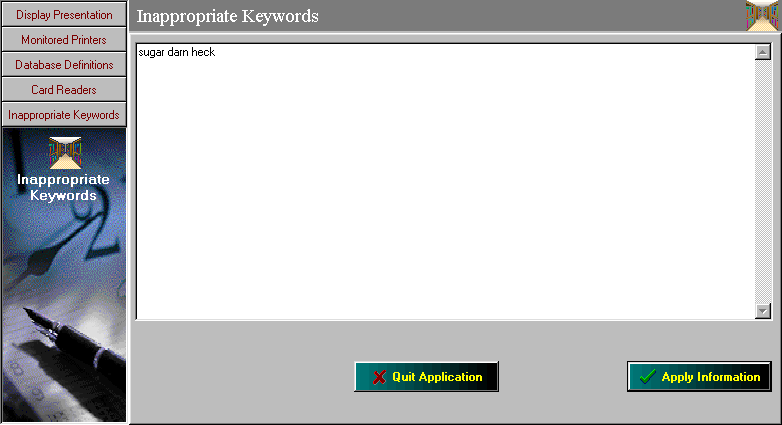 Display Presentation
Monitored Printers
Database Definitions
Card Readers
Inappropriate Keywords
Inappropriate
Keywords
Inappropriate Keywords
sugar darn heck
Quit Application
Apply Information